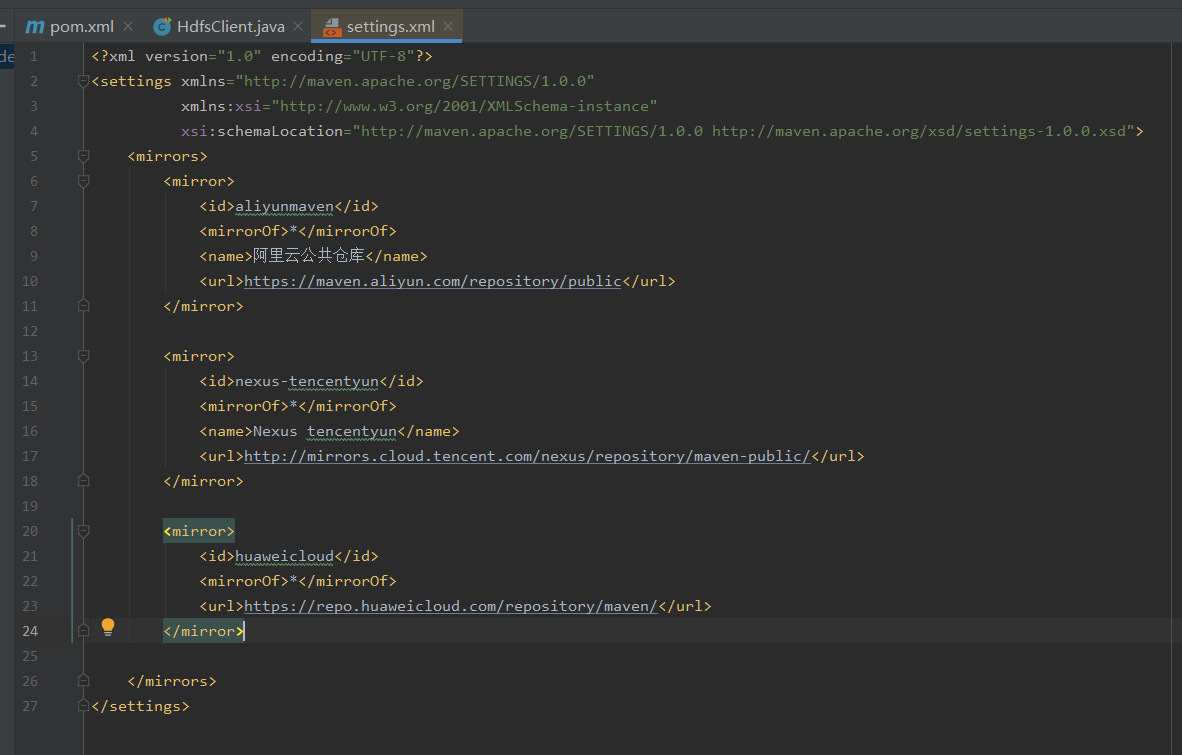 pom.xml HdfsClient.java settings.xml
de
1 <?xml version="1.0" encoding="UTF-8"?>
2 <settings xmlns="http://maven.apache.org/SETTINGS/1.0.0"
3 xmlns:xsi="http://www.w3.org/2001/XMLSchema-instance"
4 xsi:schemaLocation="http://maven.apache.org/SETTINGS/1.0.0 http://maven.apache.org/xsd/settings-1.0.0.xsd">
5 <mirrors>
6 <mirror>
7 <id>aliyunmaven</id>
8 <mirrorOf>*</mirrorOf>
9 <name>阿里云公共仓库</name>
10 <url>https://maven.aliyun.com/repository/public</url>
11 </mirror>
12
13 <mirror>
14 <id>nexus-tencentyun</id>
15 <mirrorOf>*</mirrorOf>
16 <name>Nexus tencentyun</name>
17 <url>http://mirrors.cloud.tencent.com/nexus/repository/maven-public/</url>
18 </mirror>
19
20 <mirror>
21 <id>huaweicloud</id>
22 <mirrorOf>*</mirrorOf>
23 <url>https://repo.huaweicloud.com/repository/maven/</url>
24 </mirror>
25
26 </mirrors>
27 </settings>